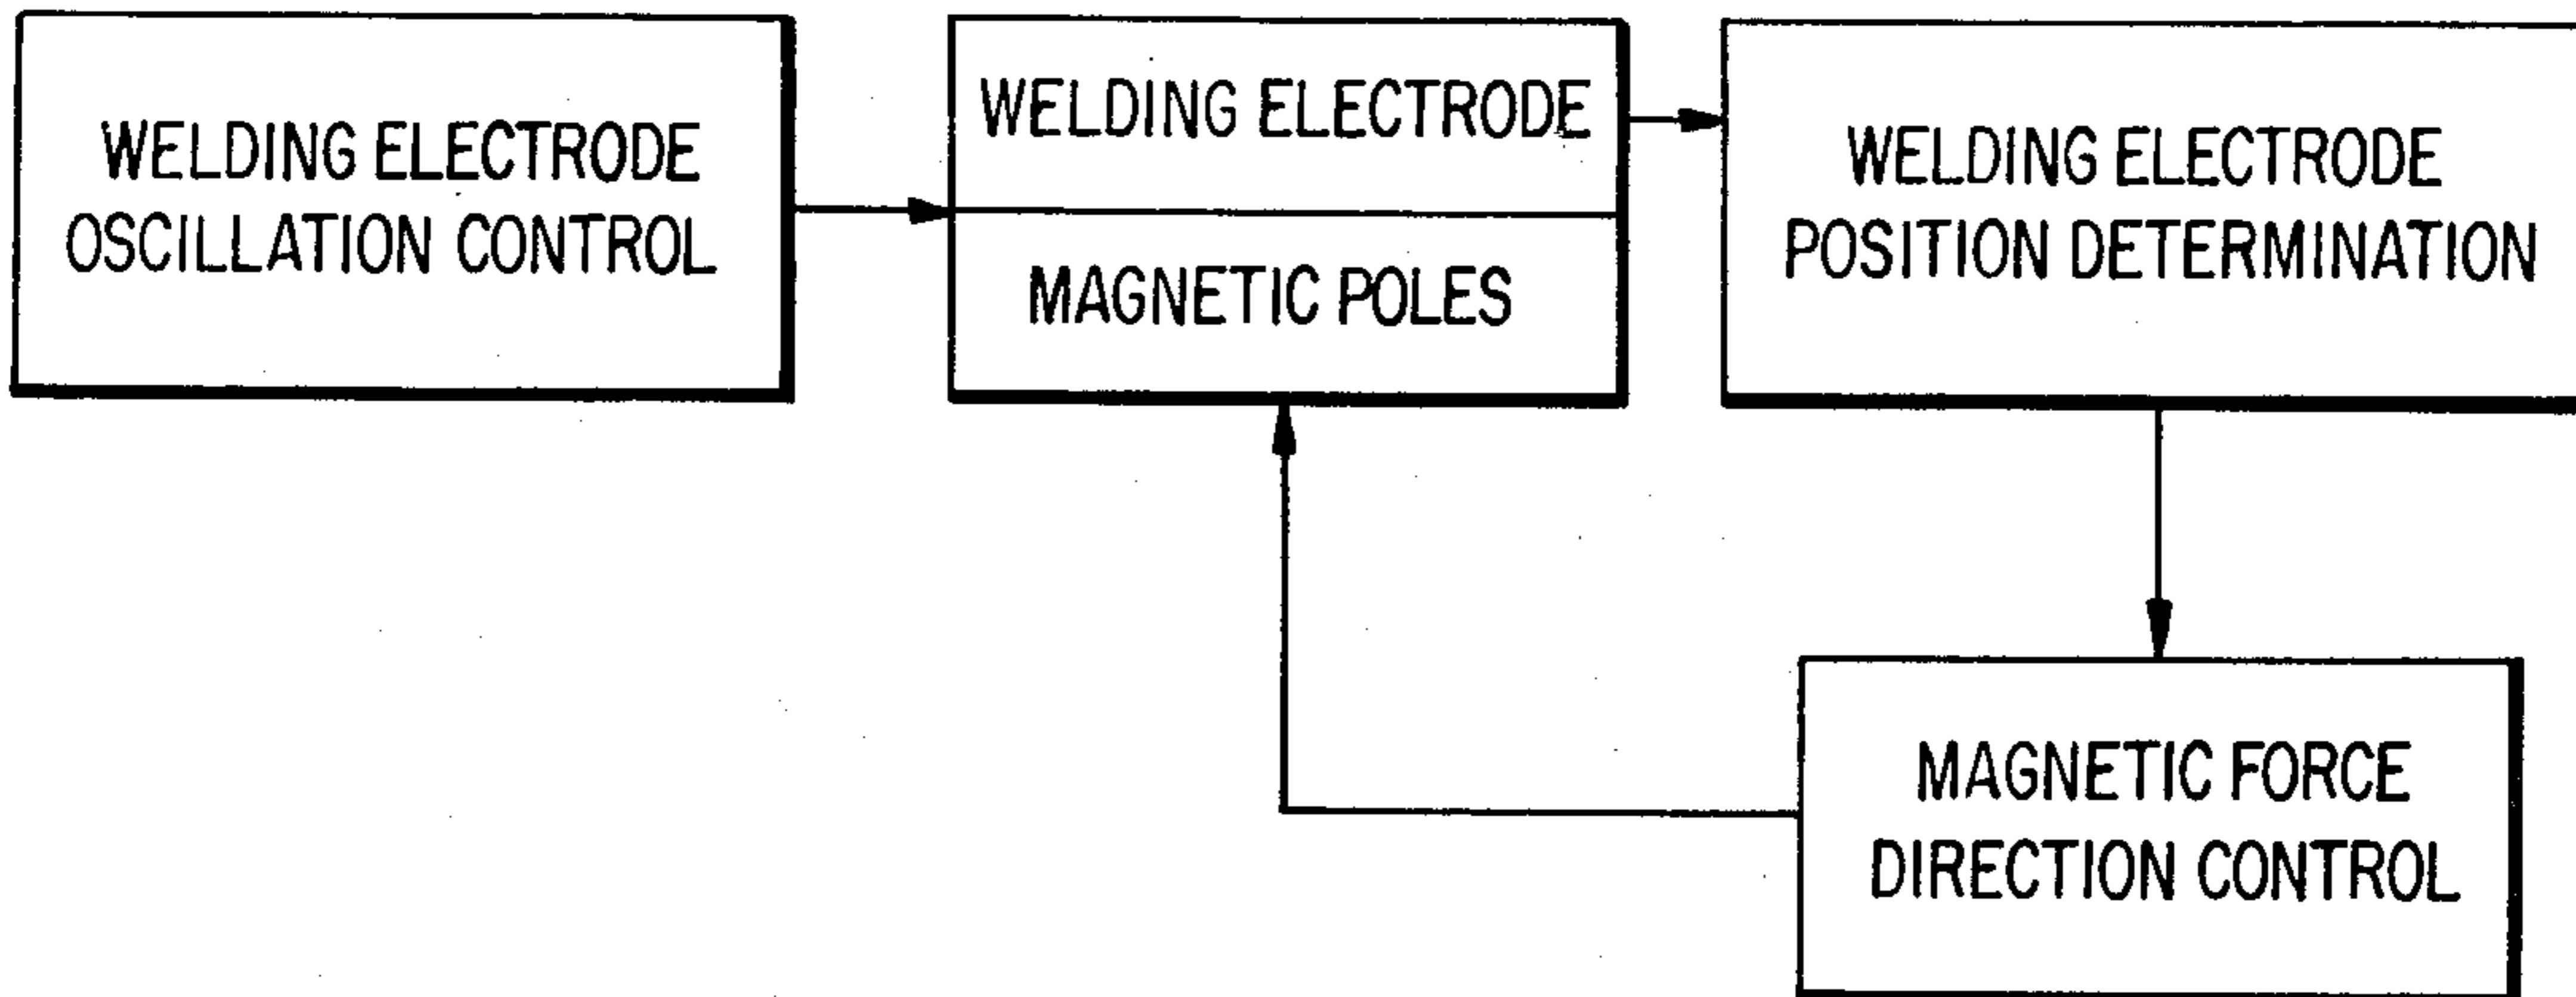 WELDING ELECTRODE
OSCILLATION CONTROL
WELDING ELECTRODE
MAGNETIC POLES
WELDING ELECTRODE
POSITION DETERMINATION
MAGNETIC FORCE
DIRECTION CONTROL